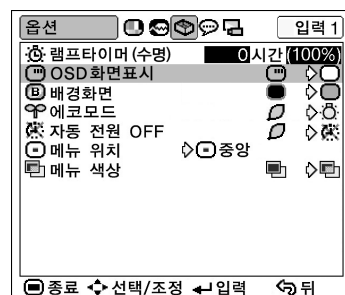 옵션 입력 1
램프타이머 (수명) 0 시간 (100%)
OSD 화면표시
B 배경화면
에코모드
자동 전원 OFF
메뉴 위치 중앙
메뉴 색상
종료 선택/조정 입력 뒤